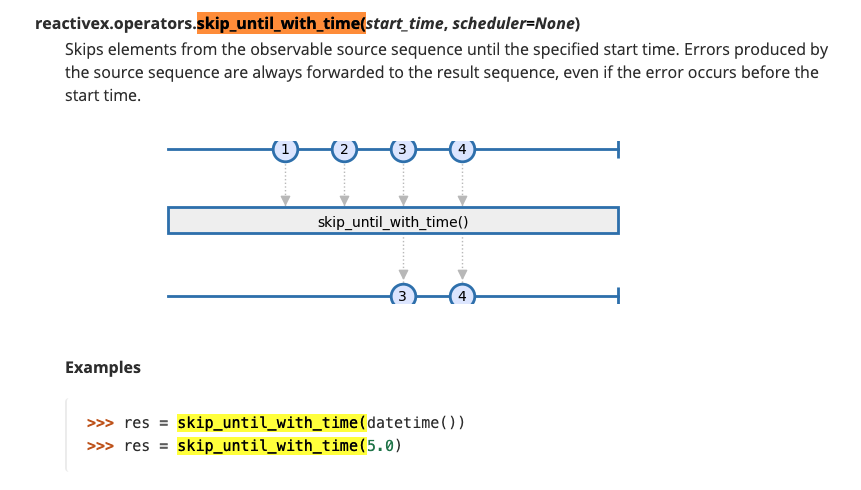 reactivex.operators.skip_until_with_time(start_time, scheduler=None)
Skips elements from the observable source sequence until the specified start time. Errors produced by
the source sequence are always forwarded to the result sequence, even if the error occurs before the
start time.
1 2 3 4
skip_until_with_time()
3 4
Examples
>>> res = skip_until_with_time(datetime())
>>> res = skip_until_with_time(5.0)